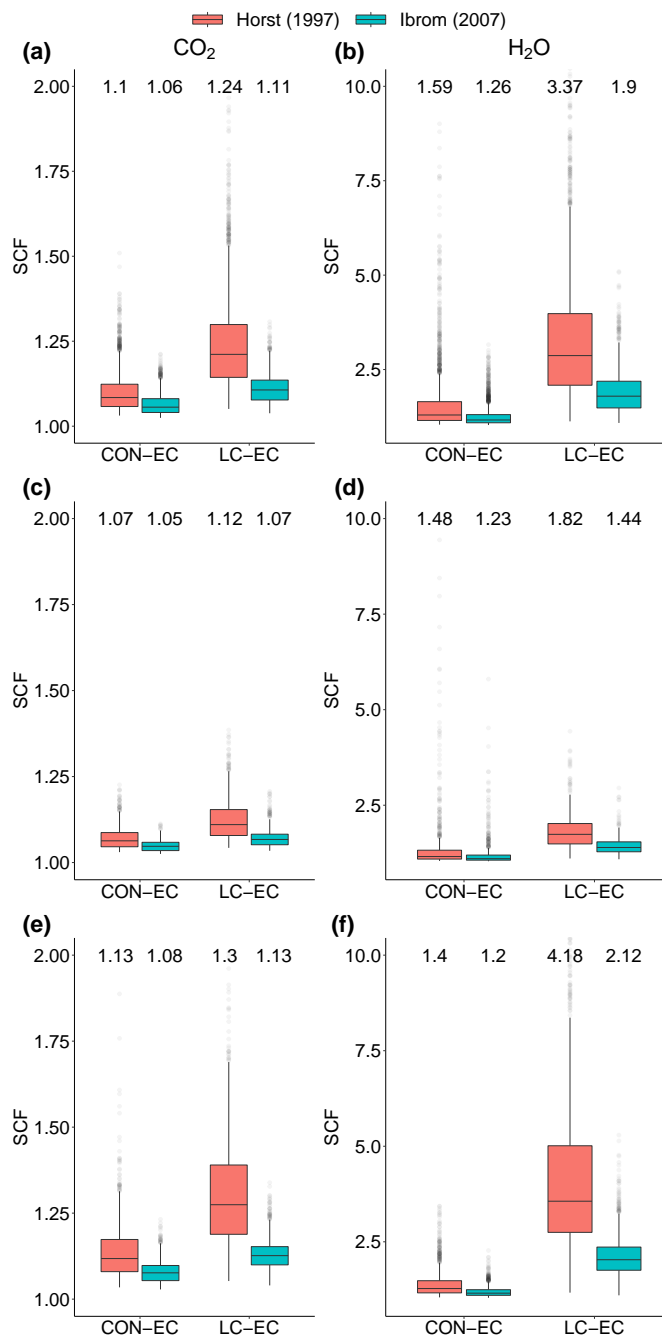 Horst (1997) Ibrom (2007)
(a) CO₂ (b) H₂O
2.00 1.1 1.06 1.24 1.11 10.0 1.59 1.26 3.37 1.9
1.75 7.5
SCF SCF
1.50 5.0
1.25 2.5
1.00
CON−EC LC−EC CON−EC LC−EC
(c) (d)
2.00 1.07 1.05 1.12 1.07 10.0 1.48 1.23 1.82 1.44
1.75 7.5
SCF SCF
1.50 5.0
1.25 2.5
1.00
CON−EC LC−EC CON−EC LC−EC
(e) (f)
2.00 1.13 1.08 1.3 1.13 10.0 1.4 1.2 4.18 2.12
1.75 7.5
SCF SCF
1.50 5.0
1.25 2.5
1.00
CON−EC LC−EC CON−EC LC−EC